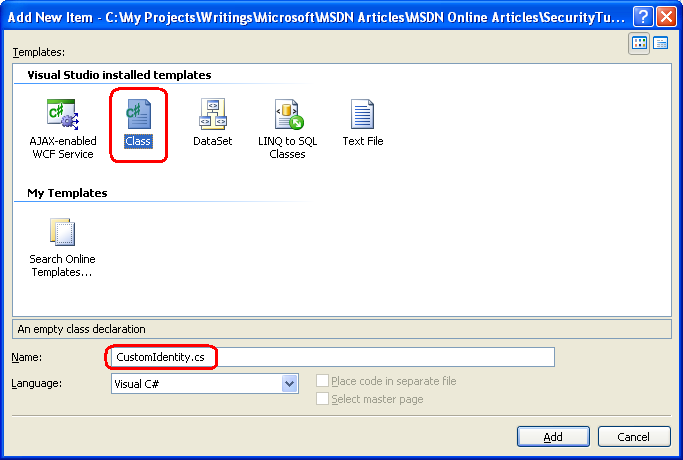 Add New Item - C:\My Projects\Writings\Microsoft\MSDN Articles\MSDN Online Articles\SecurityTu...
Templates:
Visual Studio installed templates
AJAX-enabled WCF Service
Class
DataSet
LINQ to SQL Classes
Text File
My Templates
Search Online Templates...
An empty class declaration
Name:
CustomIdentity.cs
Language:
Visual C#
Place code in separate file
Select master page
Add
Cancel